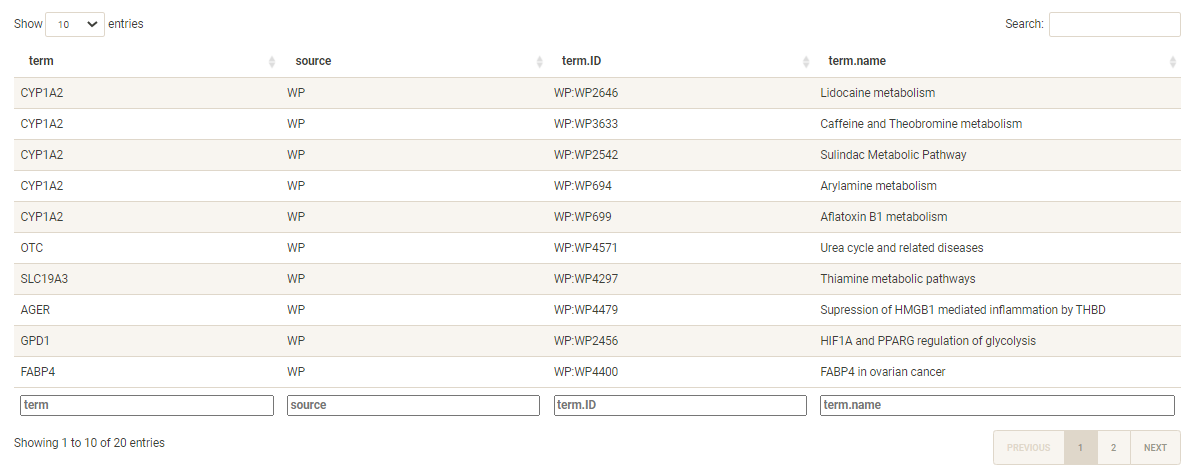 Show 10 entries Search:
term source term.ID term.name
CYP1A2 WP WP:WP2646 Lidocaine metabolism
CYP1A2 WP WP:WP3633 Caffeine and Theobromine metabolism
CYP1A2 WP WP:WP2542 Sulindac Metabolic Pathway
CYP1A2 WP WP:WP694 Arylamine metabolism
CYP1A2 WP WP:WP699 Aflatoxin B1 metabolism
OTC WP WP:WP4571 Urea cycle and related diseases
SLC19A3 WP WP:WP4297 Thiamine metabolic pathways
AGER WP WP:WP4479 Supression of HMGB1 mediated inflammation by THBD
GPD1 WP WP:WP2456 HIF1A and PPARG regulation of glycolysis
FABP4 WP WP:WP4400 FABP4 in ovarian cancer
term source term.ID term.name
Showing 1 to 10 of 20 entries PREVIOUS 1 2 NEXT